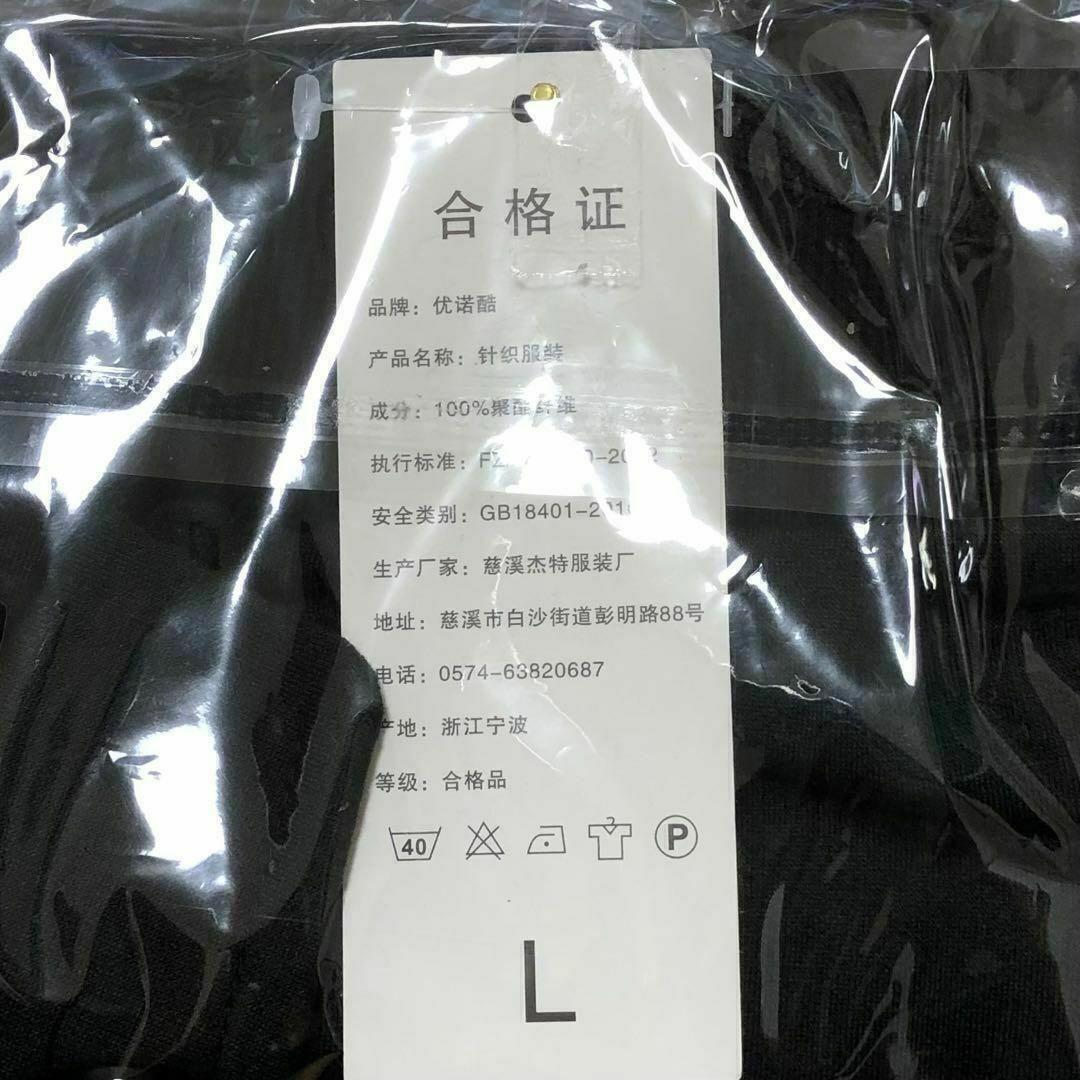 合格证
品牌：优诺酷
产品名称：针织服装
成分：100%聚酯纤维
执行标准：
安全类别：GB18401-
生产厂家：慈溪杰特服装厂
地址：慈溪市白沙街道彭明路88号
电话：0574-63820687
产地：浙江宁波
等级：合格品
40
P
L